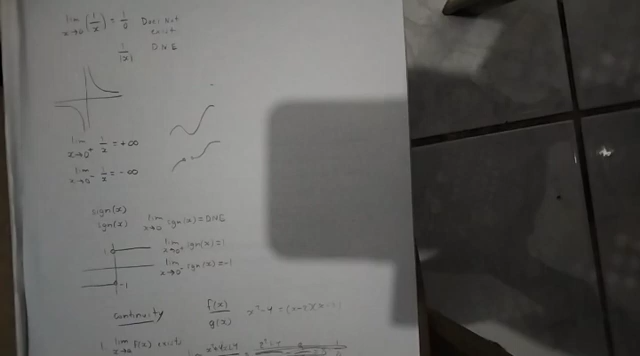 lim x→0 (1/x) = 1/0 Does Not exist
1/(x) DNE
lim x→0⁺ 1/x = +∞
lim x→0⁻ 1/x = -∞
sign(x)
sgn(x) lim x→0 sgn(x) = DNE
1 lim x→0⁺ sgn(x) = 1
-1 lim x→0⁻ sgn(x) = -1
continuity f(x)/g(x) x²-4 = (x-2)(x+2)
1. lim x→a f(x) exists